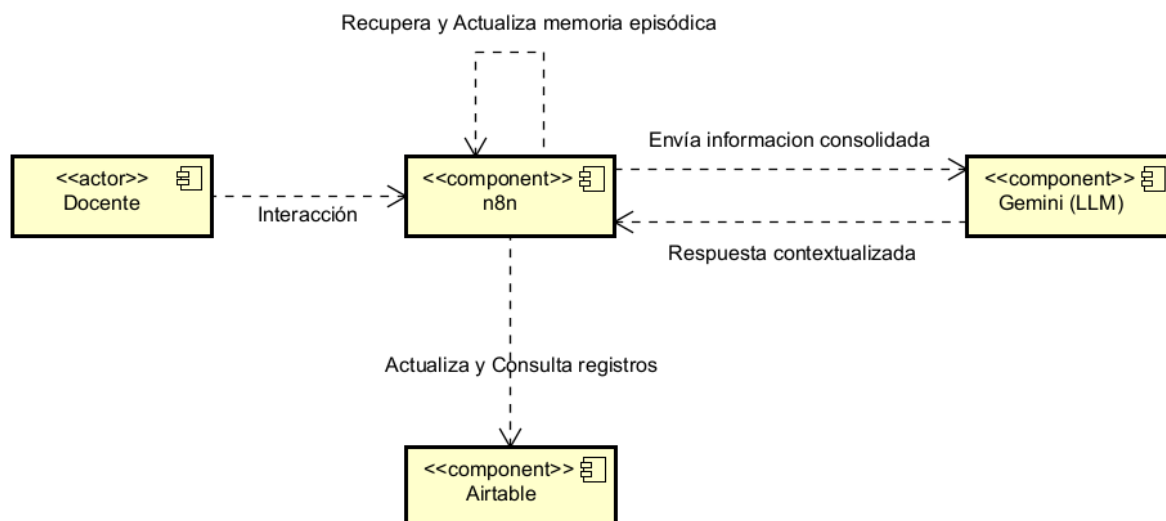 Recupera y Actualiza memoria episódica
Envía informacion consolidada
<<actor>>
Docente
Interacción
<<component>>
n8n
<<component>>
Gemini (LLM)
Respuesta contextualizada
Actualiza y Consulta registros
<<component>>
Airtable